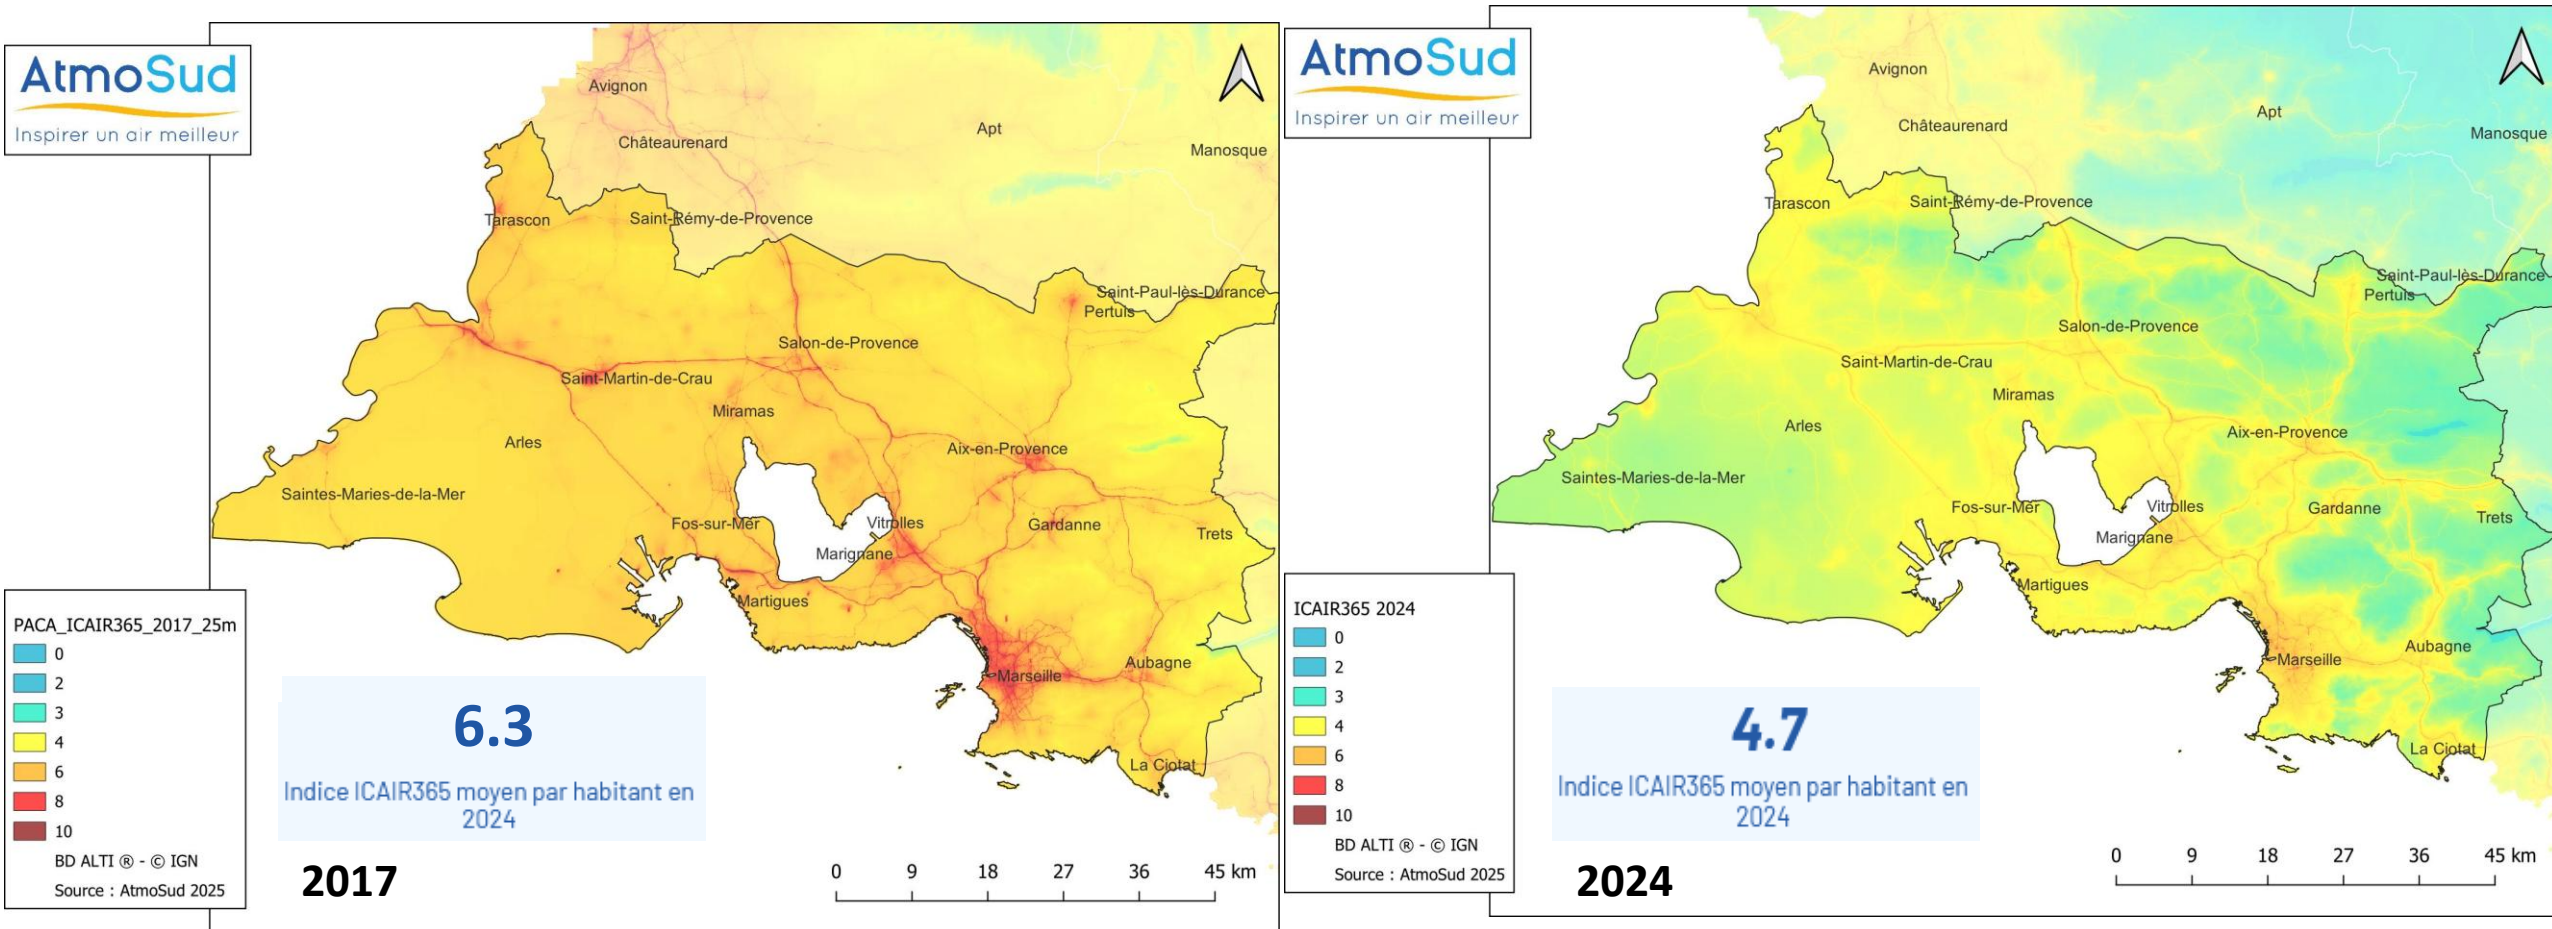 AtmoSud
Inspirer un air meilleur
Avignon
Châteaurenard
Apt
Manosque
Tarascon
Saint-Rémy-de-Provence
Saint-Paul-lès-Durance
Pertuis
Salon-de-Provence
Saint-Martin-de-Crau
Miramas
Arles
Aix-en-Provence
Saintes-Maries-de-la-Mer
Fos-sur-Mer
Vitrolles
Gardanne
Trets
Marignane
Martigues
Aubagne
Marseille
La Ciotat
PACA_ICAIR365_2017_25m
0
2
3
4
6
8
10
BD ALTI ® - © IGN
Source : AtmoSud 2025
6.3
Indice ICAIR365 moyen par habitant en
2024
2017
0 9 18 27 36 45 km
AtmoSud
Inspirer un air meilleur
Avignon
Apt
Châteaurenard
Manosque
Tarascon
Saint-Rémy-de-Provence
Saint-Paul-lès-Durance
Pertuis
Salon-de-Provence
Saint-Martin-de-Crau
Miramas
Arles
Aix-en-Provence
Saintes-Maries-de-la-Mer
Fos-sur-Mer
Vitrolles
Gardanne
Trets
Marignane
Martigues
Aubagne
Marseille
La Ciotat
ICAIR365 2024
0
2
3
4
6
8
10
BD ALTI ® - © IGN
Source : AtmoSud 2025
4.7
Indice ICAIR365 moyen par habitant en
2024
2024
0 9 18 27 36 45 km